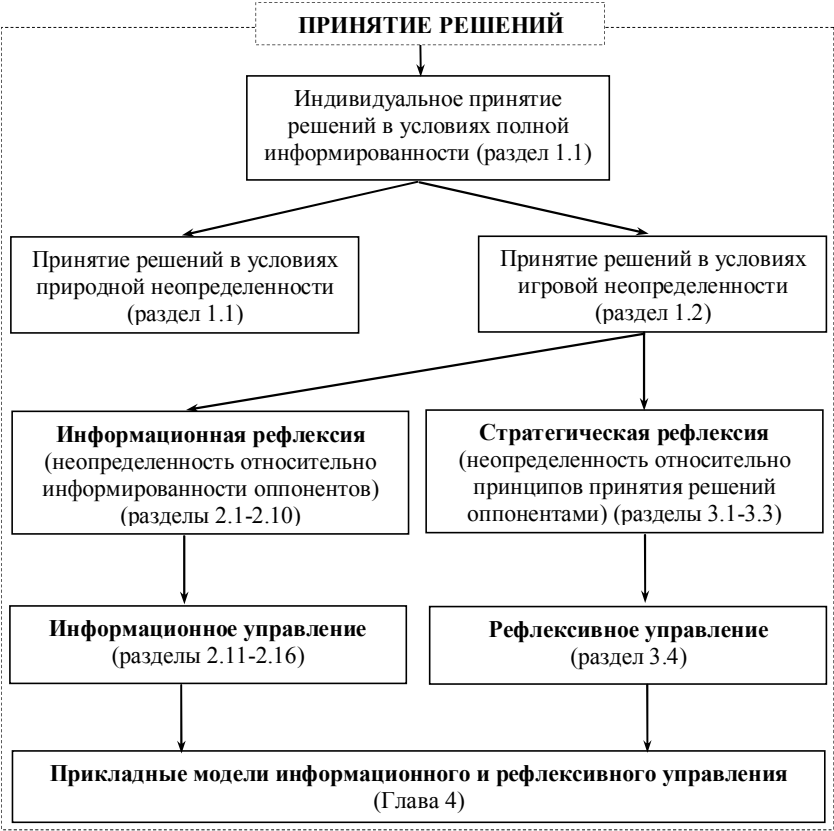 ПРИНЯТИЕ РЕШЕНИЙ
Индивидуальное принятие
решений в условиях полной
информированности (раздел 1.1)
Принятие решений в условиях
природной неопределенности
(раздел 1.1)
Принятие решений в условиях
игровой неопределенности
(раздел 1.2)
Информационная рефлексия
(неопределенность относительно
информированности оппонентов)
(разделы 2.1-2.10)
Стратегическая рефлексия
(неопределенность относительно
принципов принятия решений
оппонентами) (разделы 3.1-3.3)
Информационное управление
(разделы 2.11-2.16)
Рефлексивное управление
(раздел 3.4)
Прикладные модели информационного и рефлексивного управления
(Глава 4)